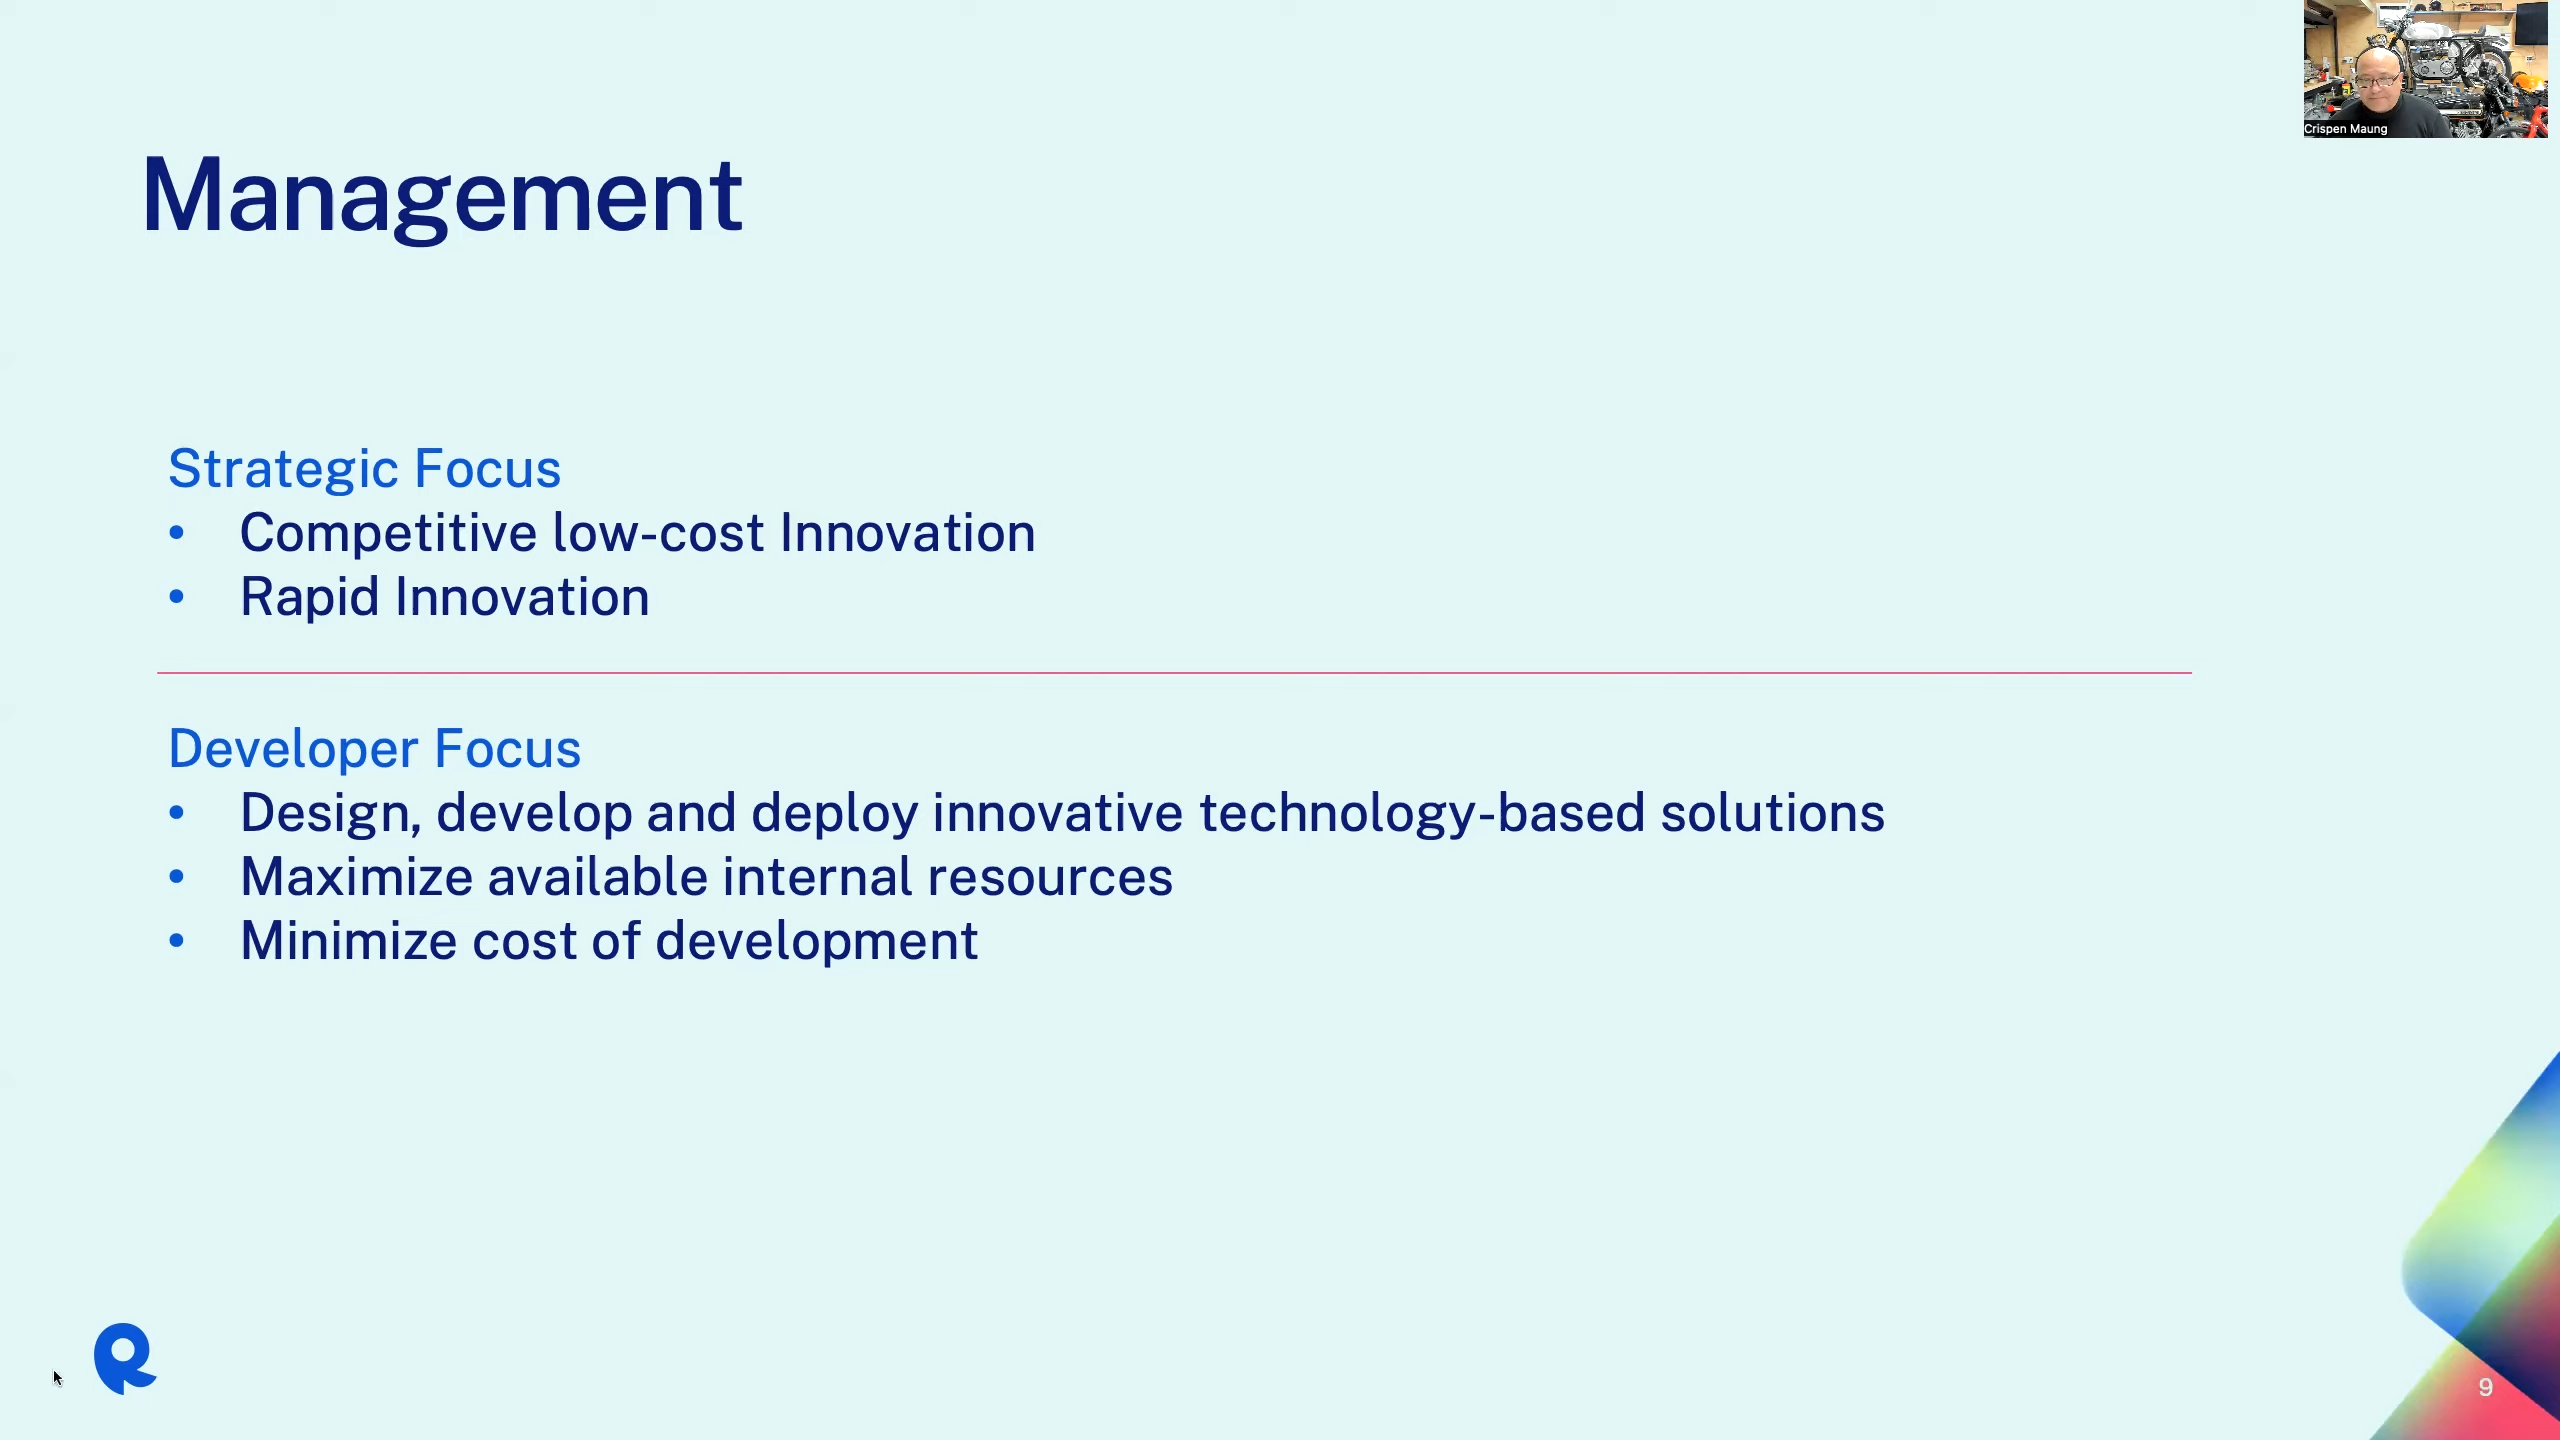 Crispen Maung
Management
Strategic Focus
• Competitive low-cost Innovation
• Rapid Innovation
Developer Focus
• Design, develop and deploy innovative technology-based solutions
• Maximize available internal resources
• Minimize cost of development
9